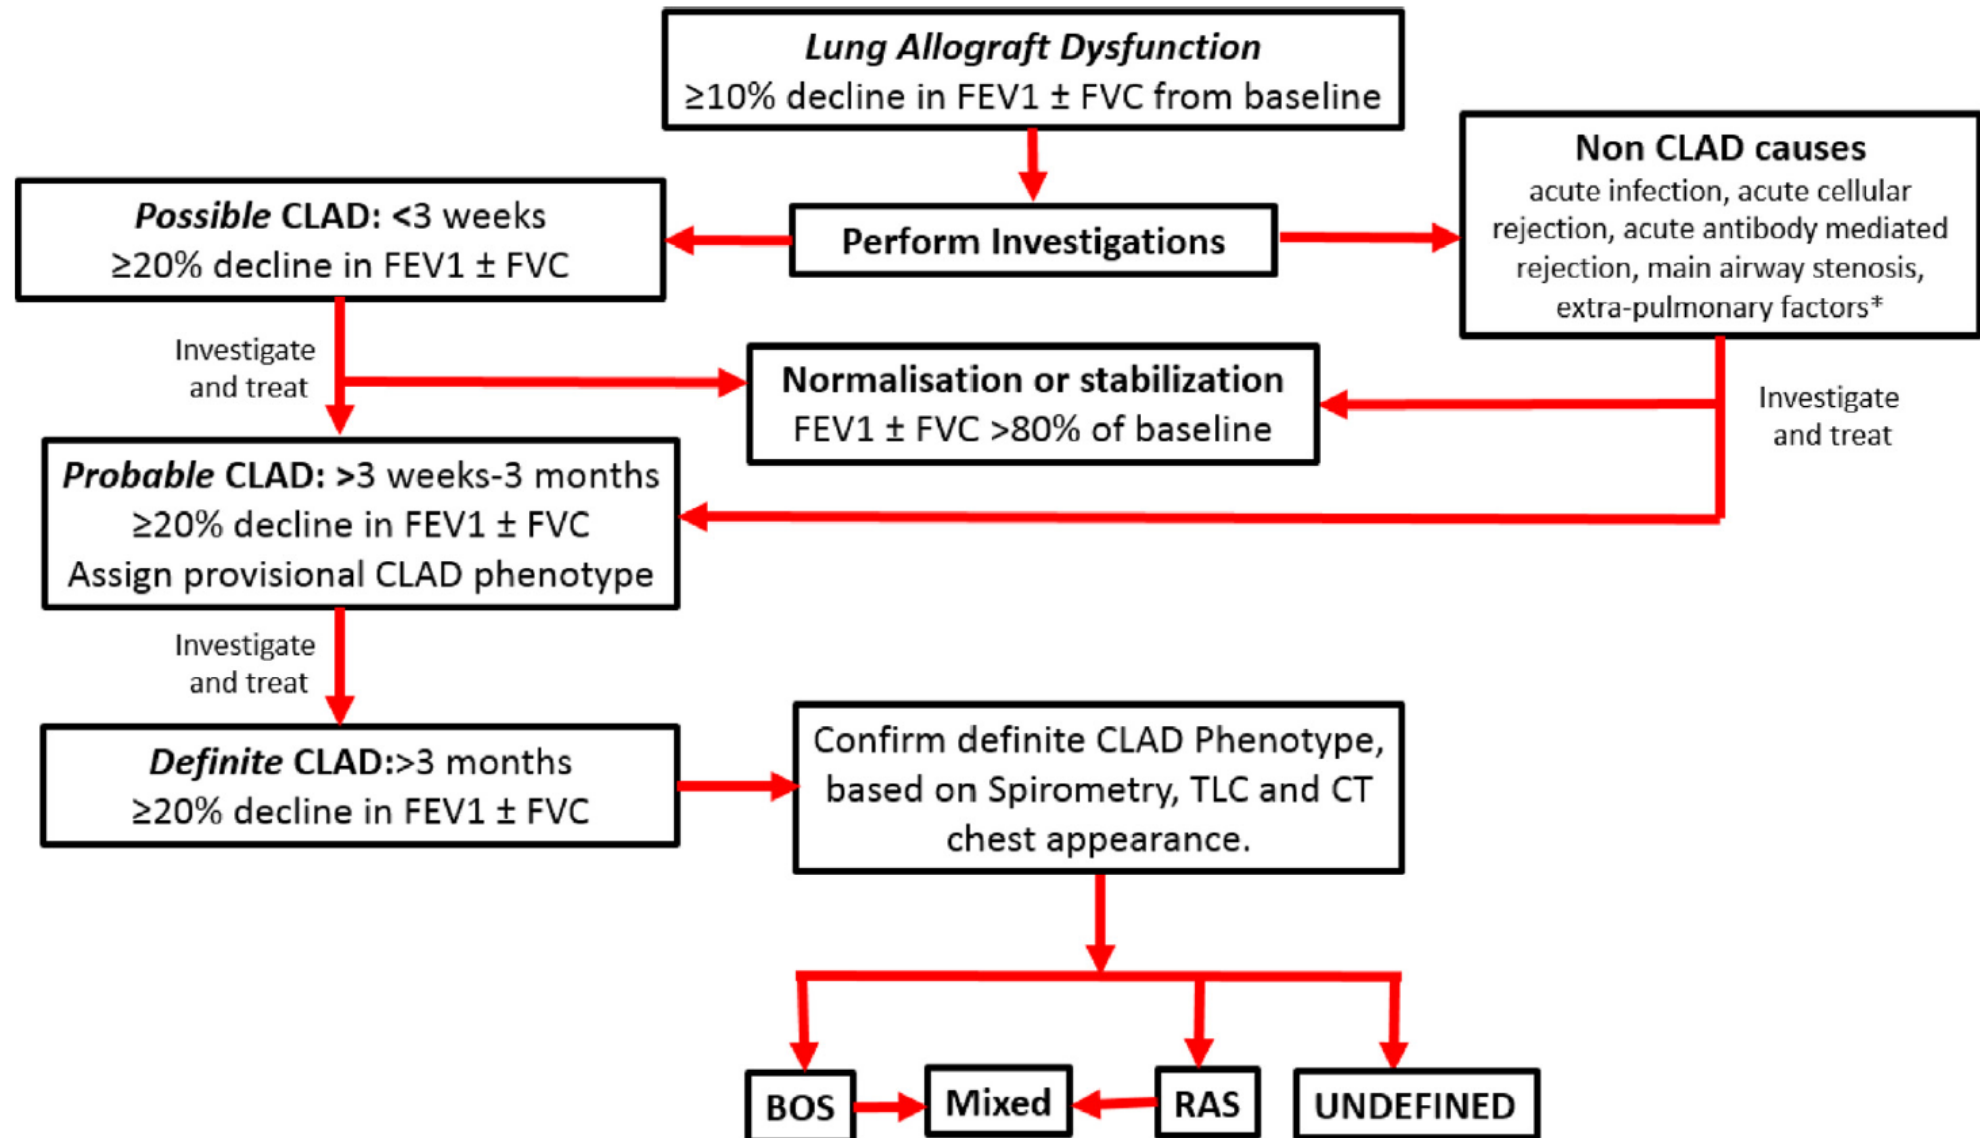 Lung Allograft Dysfunction
≥10% decline in FEV1 ± FVC from baseline
Perform Investigations
Non CLAD causes
acute infection, acute cellular
rejection, acute antibody mediated
rejection, main airway stenosis,
extra-pulmonary factors*
Possible CLAD: <3 weeks
≥20% decline in FEV1 ± FVC
Investigate
and treat
Normalisation or stabilization
FEV1 ± FVC >80% of baseline
Investigate
and treat
Probable CLAD: >3 weeks-3 months
≥20% decline in FEV1 ± FVC
Assign provisional CLAD phenotype
Investigate
and treat
Definite CLAD:>3 months
≥20% decline in FEV1 ± FVC
Confirm definite CLAD Phenotype,
based on Spirometry, TLC and CT
chest appearance.
BOS
Mixed
RAS
UNDEFINED